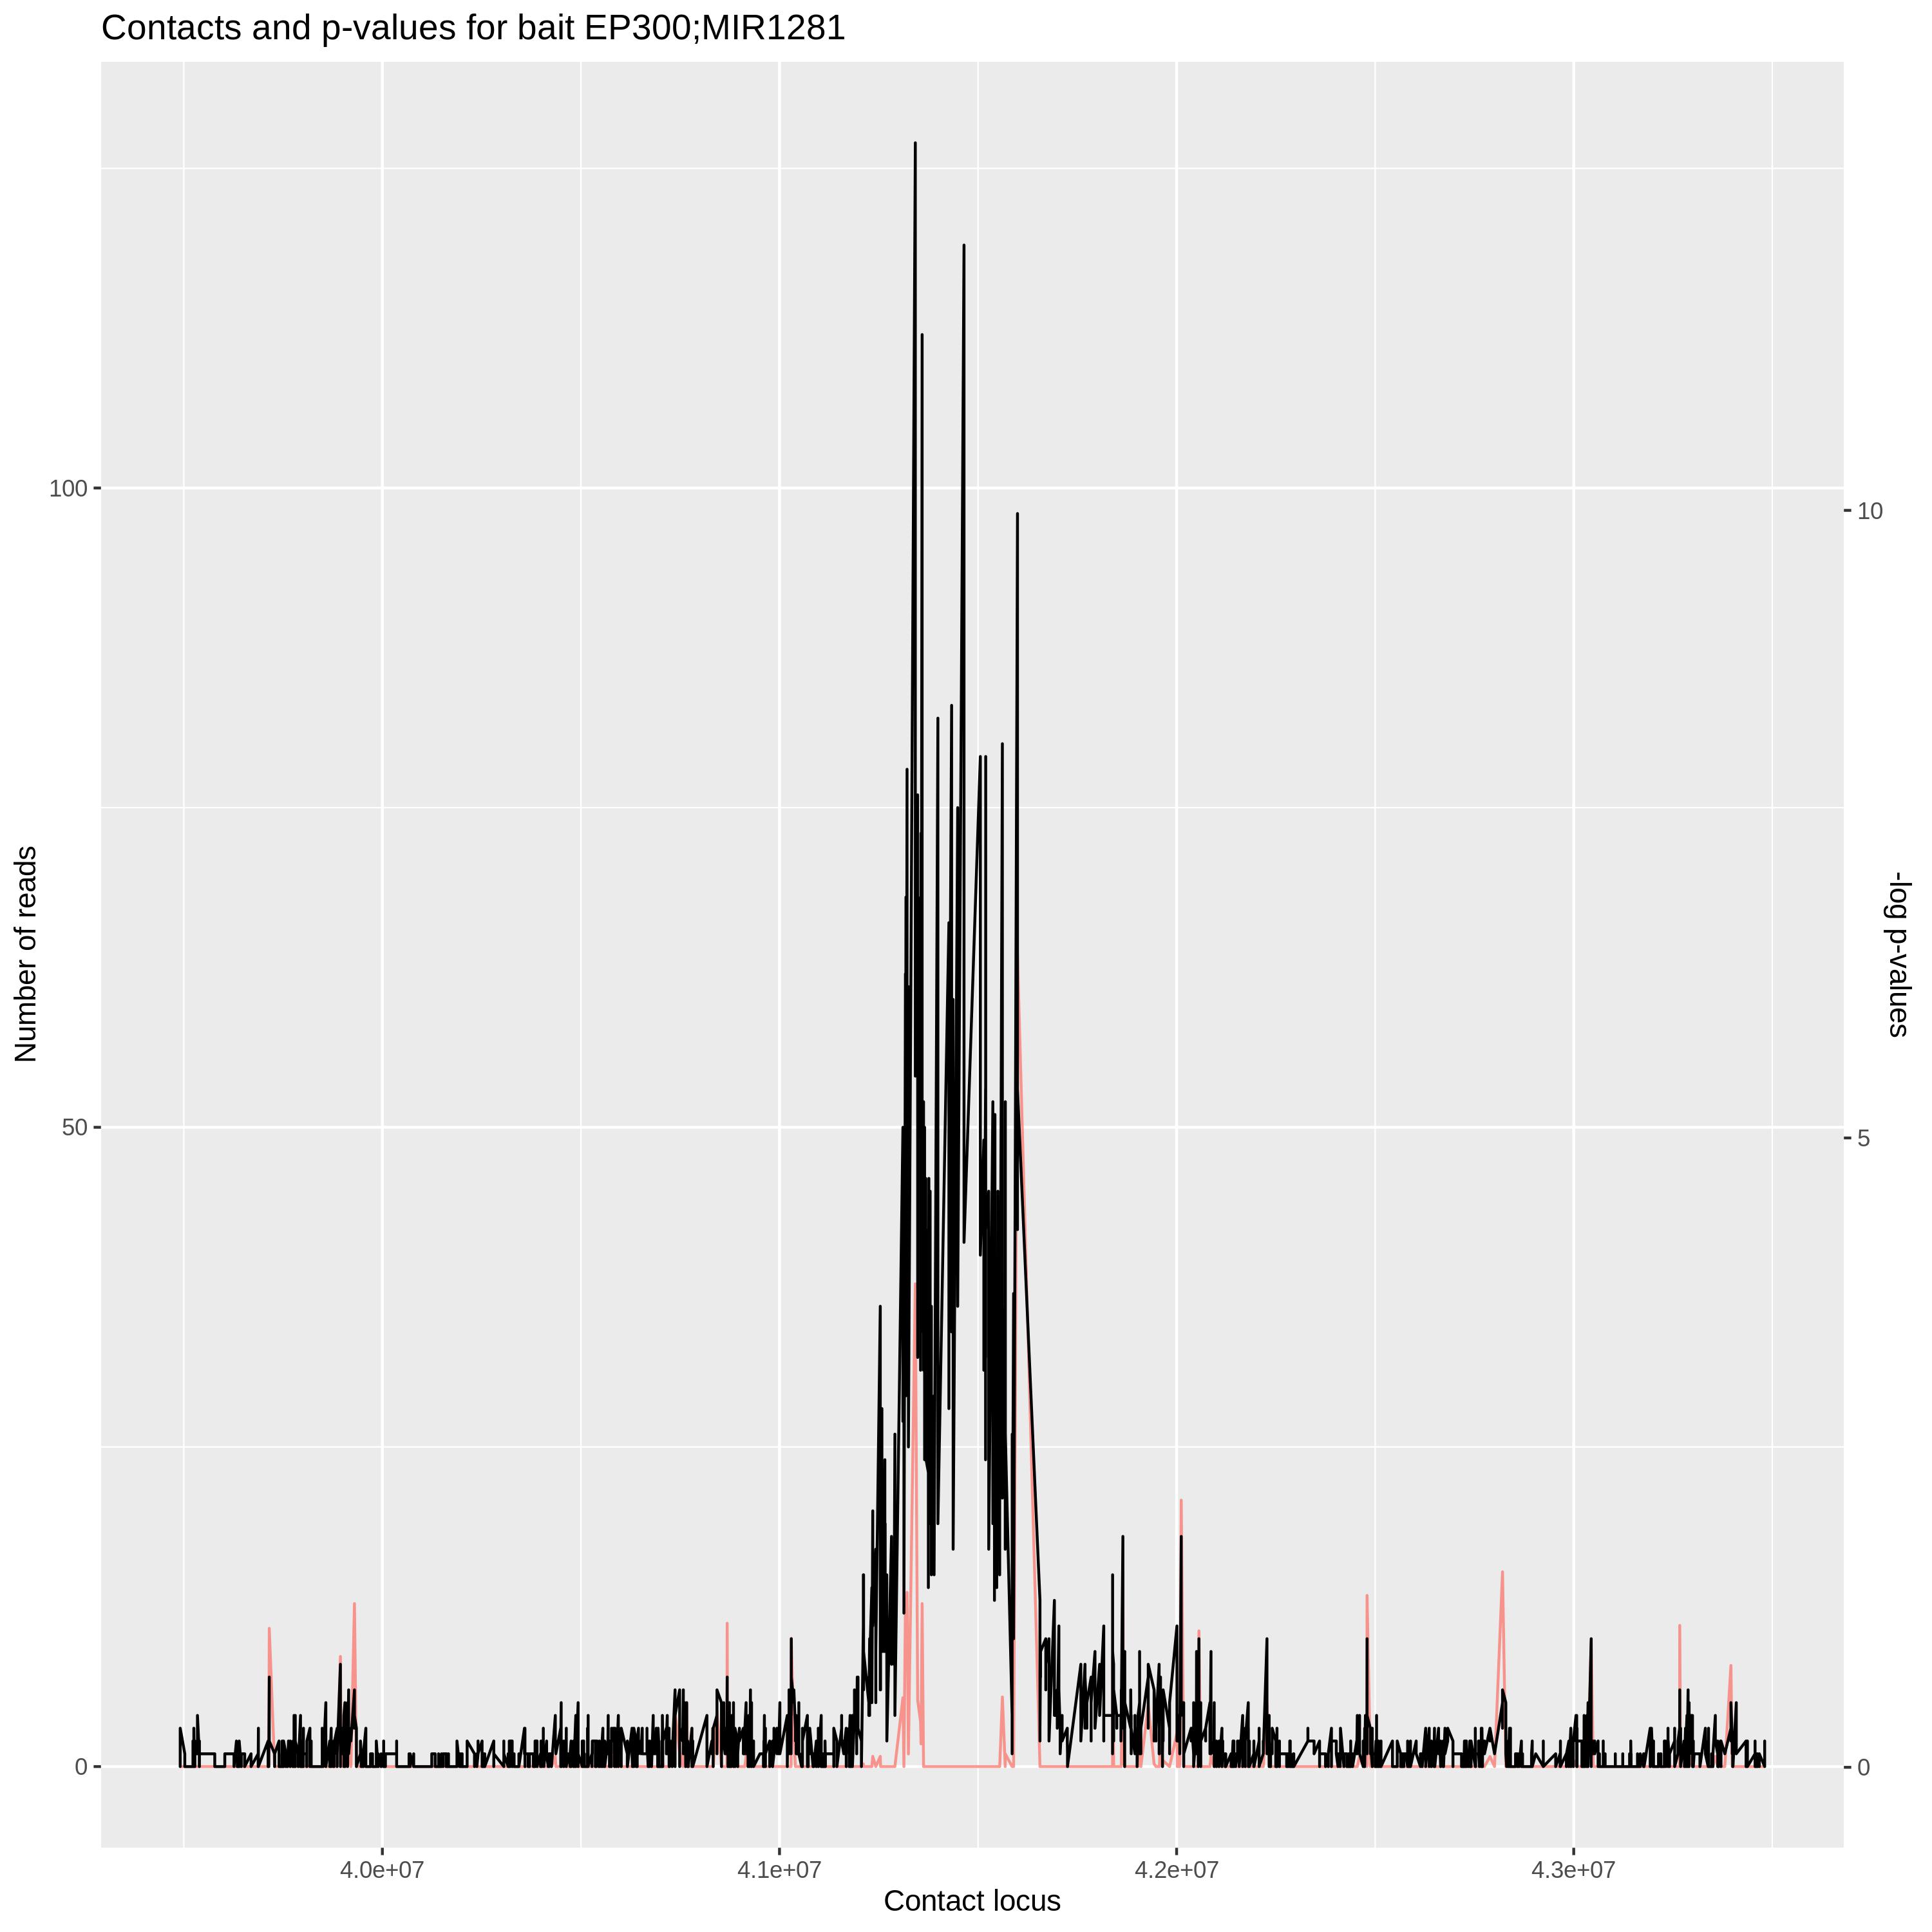 Contacts and p-values for bait EP300;MIR1281
Number of reads
100
50
0
10
5
0
-log p-values
4.0e+07
4.1e+07
4.2e+07
4.3e+07
Contact locus